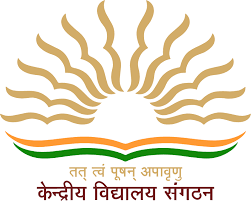 तत् त्वं पूषन् अपावृणु
केन्द्रीय विद्यालय संगठन